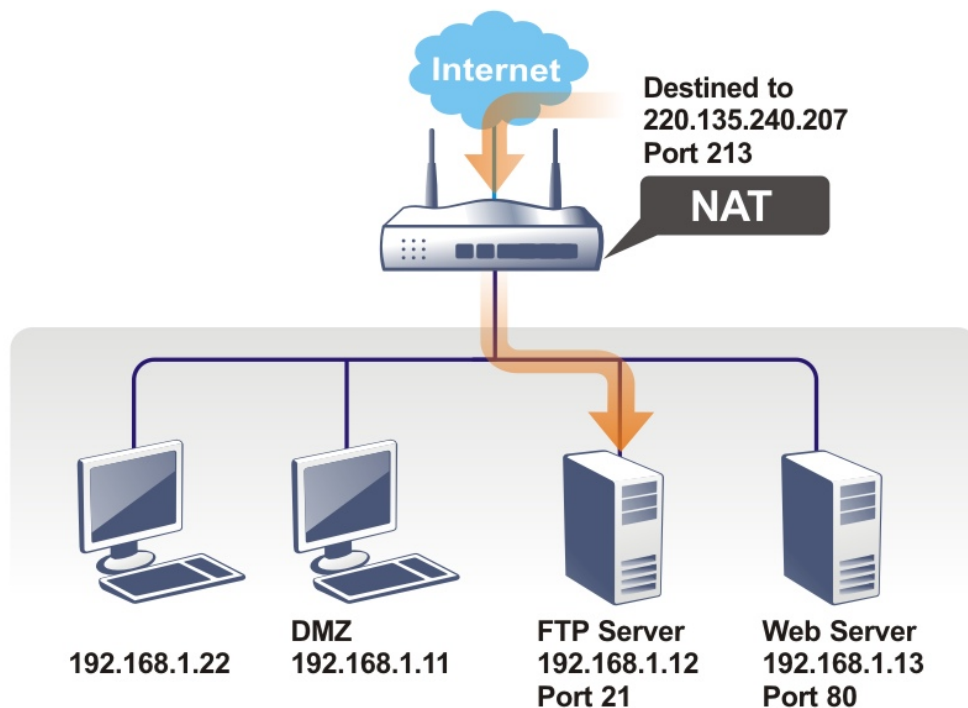 Internet
Destined to
220.135.240.207
Port 213
NAT
192.168.1.22
DMZ
192.168.1.11
FTP Server
192.168.1.12
Port 21
Web Server
192.168.1.13
Port 80